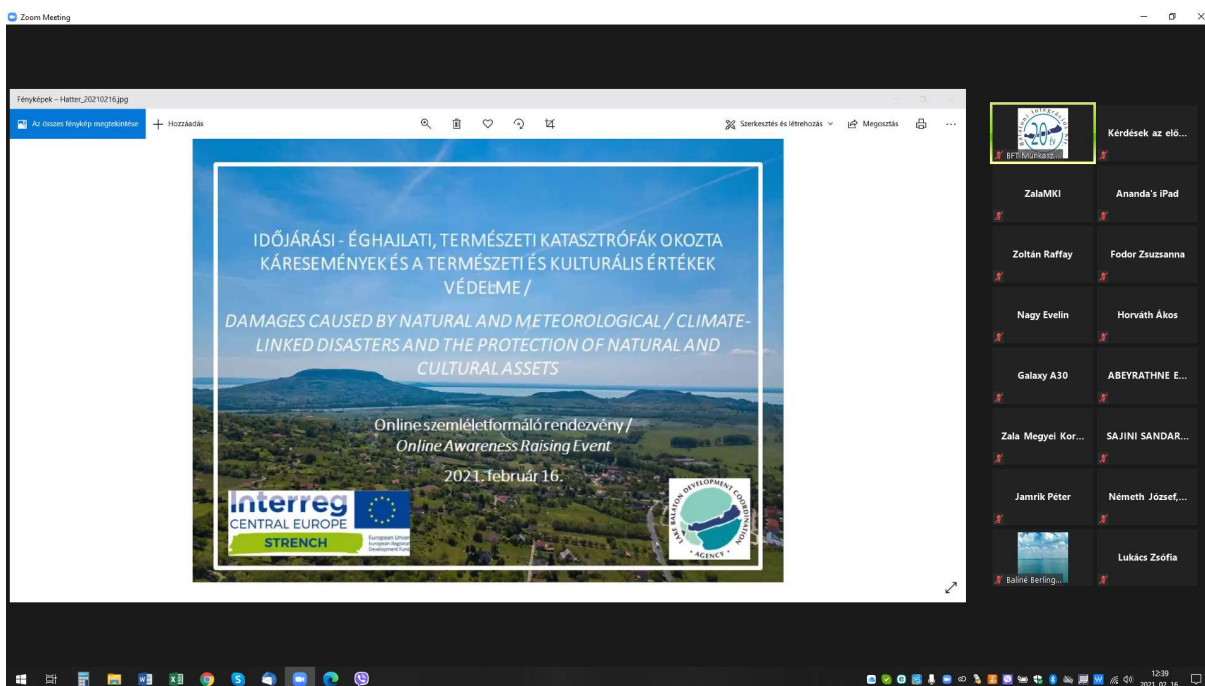 Zoom Meeting
Fényképek – Hatter_20210216.jpg
Az összes fénykép megtekintése
Hozzáadás
Szerkesztés és létrehozás
Megosztás
IDŐJÁRÁSI - ÉGHAJLATI, TERMÉSZETI KATASZTRÓFÁK OKOZTA
KÁRESEMÉNYEK ÉS A TERMÉSZETI ÉS KULTURÁLIS ÉRTÉKEK
VÉDELME /
DAMAGES CAUSED BY NATURAL AND METEOROLOGICAL / CLIMATE-
LINKED DISASTERS AND THE PROTECTION OF NATURAL AND
CULTURAL ASSETS
Online szemléletformáló rendezvény /
Online Awareness Raising Event
2021. február 16.
Interreg
CENTRAL EUROPE
STRENCH
European Union
European Regional
Development Fund
LAKE BALATON DEVELOPMENT COORDINATION
• AGENCY •
20 év
BFT Munkasz...
Kérdések az elő...
ZalaMKI
Ananda's iPad
Zoltán Raffay
Fodor Zsuzsanna
Nagy Evelin
Horváth Ákos
Galaxy A30
ABEYRATHNE E...
Zala Megyei Kor...
SAJINI SANDAR...
Jamrik Péter
Németh József,...
Baliné Berling...
Lukács Zsófia
12:39
2021. 02. 16.